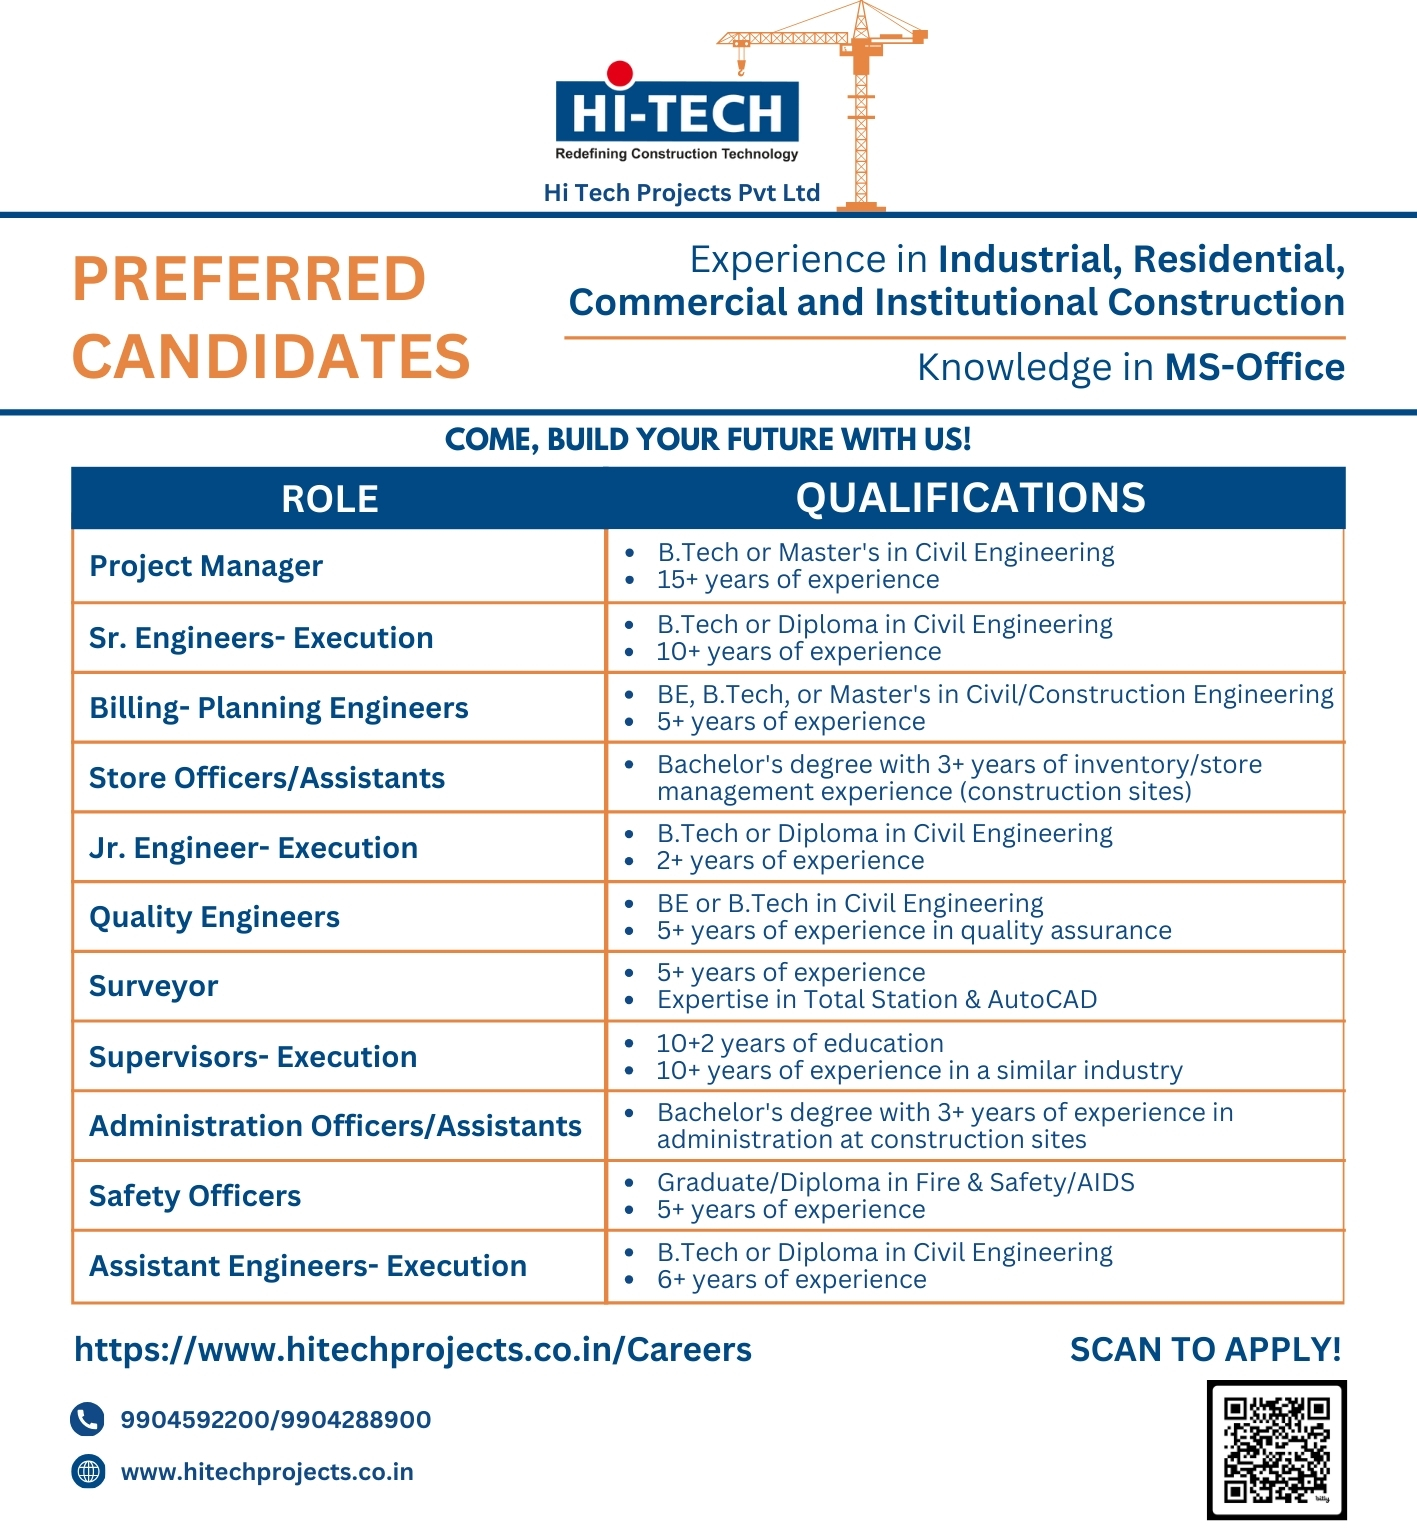 HI-TECH
Redefining Construction Technology
Hi Tech Projects Pvt Ltd
PREFERRED
CANDIDATES
Experience in Industrial, Residential,
Commercial and Institutional Construction
Knowledge in MS-Office
COME, BUILD YOUR FUTURE WITH US!
ROLE
QUALIFICATIONS
Project Manager
• B.Tech or Master's in Civil Engineering
• 15+ years of experience
Sr. Engineers- Execution
• B.Tech or Diploma in Civil Engineering
• 10+ years of experience
Billing- Planning Engineers
• BE, B.Tech, or Master's in Civil/Construction Engineering
• 5+ years of experience
Store Officers/Assistants
• Bachelor's degree with 3+ years of inventory/store
management experience (construction sites)
Jr. Engineer- Execution
• B.Tech or Diploma in Civil Engineering
• 2+ years of experience
Quality Engineers
• BE or B.Tech in Civil Engineering
• 5+ years of experience in quality assurance
Surveyor
• 5+ years of experience
• Expertise in Total Station & AutoCAD
Supervisors- Execution
• 10+2 years of education
• 10+ years of experience in a similar industry
Administration Officers/Assistants
• Bachelor's degree with 3+ years of experience in
administration at construction sites
Safety Officers
• Graduate/Diploma in Fire & Safety/AIDS
• 5+ years of experience
Assistant Engineers- Execution
• B.Tech or Diploma in Civil Engineering
• 6+ years of experience
https://www.hitechprojects.co.in/Careers
SCAN TO APPLY!
9904592200/9904288900
www.hitechprojects.co.in
bitly